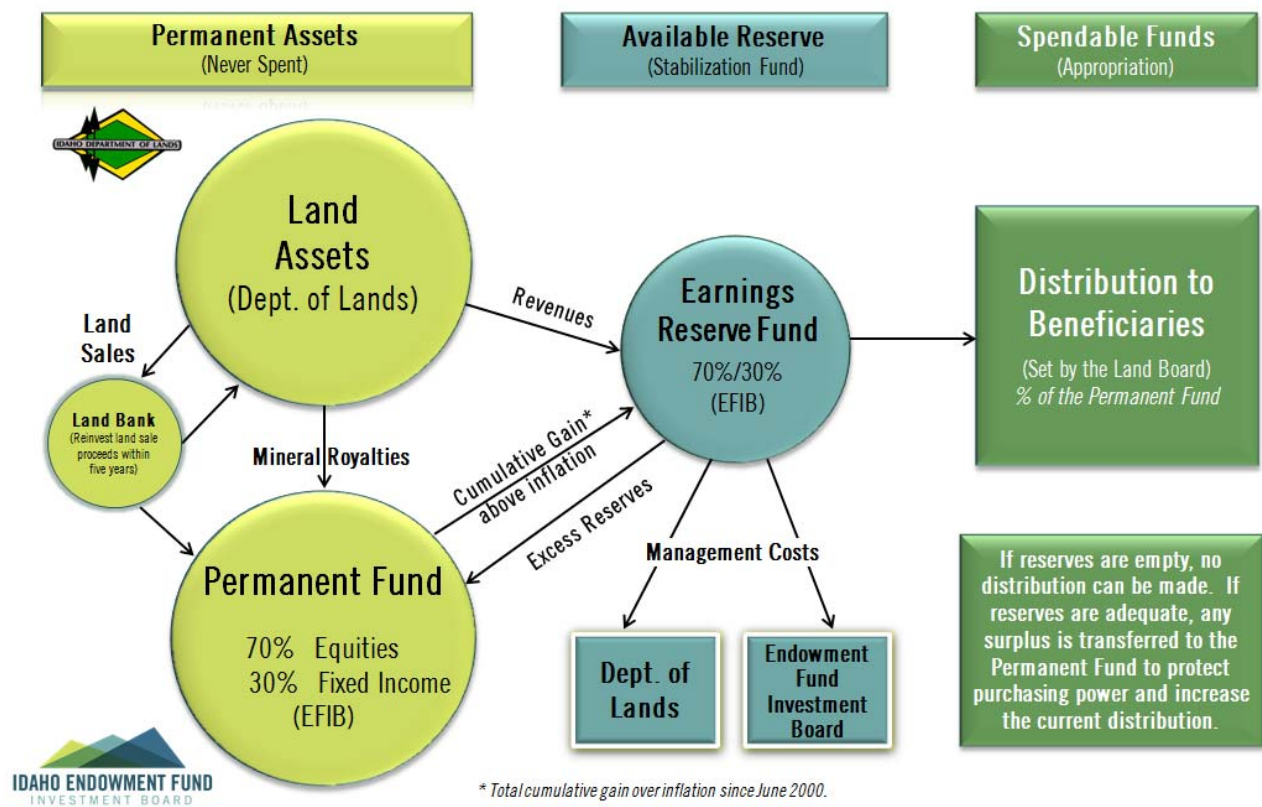 Permanent Assets
(Never Spent)
Available Reserve
(Stabilization Fund)
Spendable Funds
(Appropriation)
IDAHO DEPARTMENT OF LANDS
Land
Assets
(Dept. of Lands)
Land
Sales
Land Bank
(Reinvest land sale
proceeds within
five years)
Mineral Royalties
Revenues
Earnings
Reserve Fund
70%/30%
(EFIB)
Distribution to
Beneficiaries
(Set by the Land Board)
% of the Permanent Fund
Cumulative Gain*
above inflation
Excess Reserves
Permanent Fund
70% Equities
30% Fixed Income
(EFIB)
Management Costs
Dept. of
Lands
Endowment
Fund
Investment
Board
If reserves are empty, no
distribution can be made. If
reserves are adequate, any
surplus is transferred to the
Permanent Fund to protect
purchasing power and increase
the current distribution.
IDAHO ENDOWMENT FUND
INVESTMENT BOARD
* Total cumulative gain over inflation since June 2000.